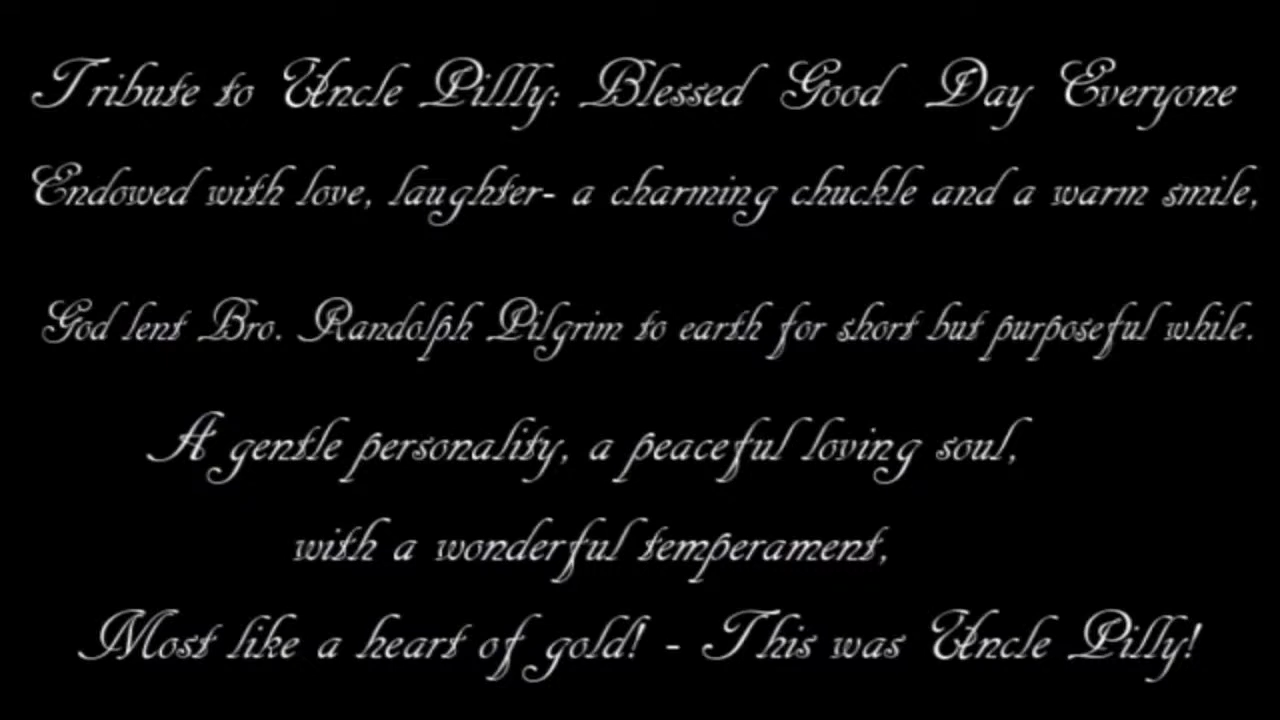 Tribute to Uncle Pillly: Blessed Good Day Everyone
Endowed with love, laughter- a charming chuckle and a warm smile,
God lent Bro. Randolph Pilgrim to earth for short but purposeful while.
A gentle personality, a peaceful loving soul,
with a wonderful temperament,
Most like a heart of gold! - This was Uncle Pilly!